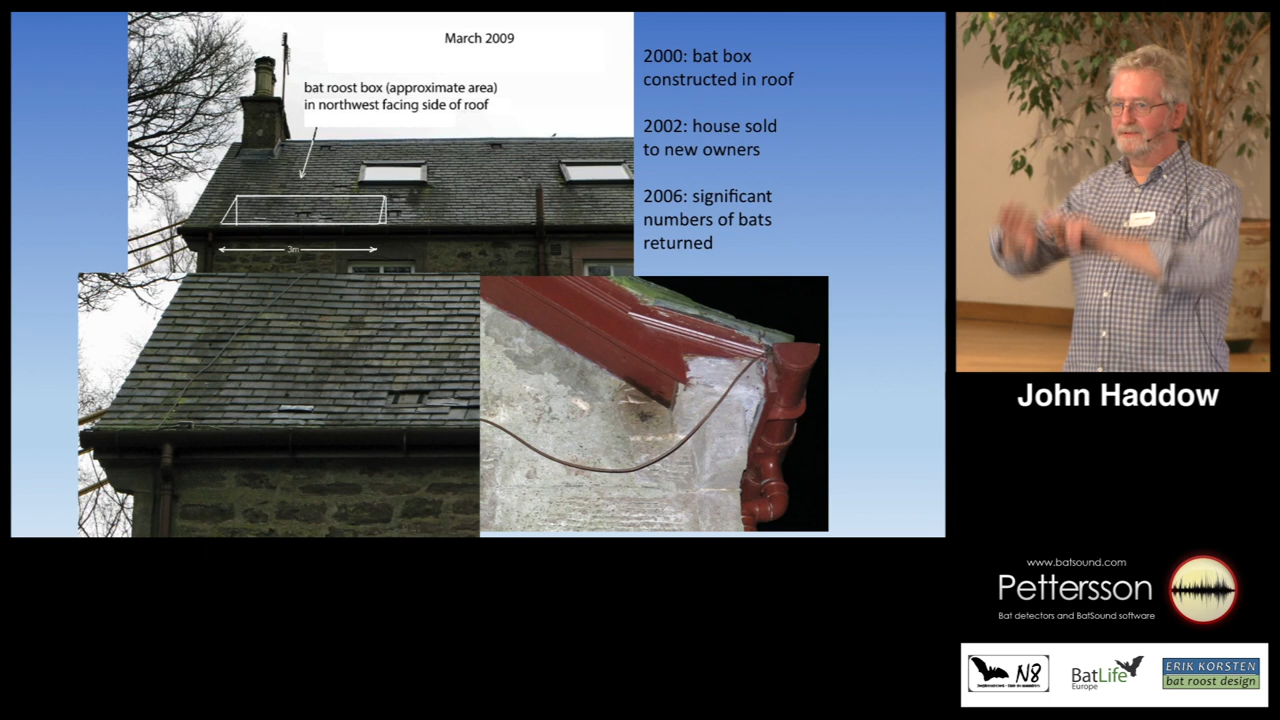 March 2009
bat roost box (approximate area)
in northwest facing side of roof
3m
2000: bat box
constructed in roof
2002: house sold
to new owners
2006: significant
numbers of bats
returned
John Haddow
www.batsound.com
Pettersson
Bat detectors and BatSound software
N8
BatLife
Europe
ERIK KORSTEN
bat roost design